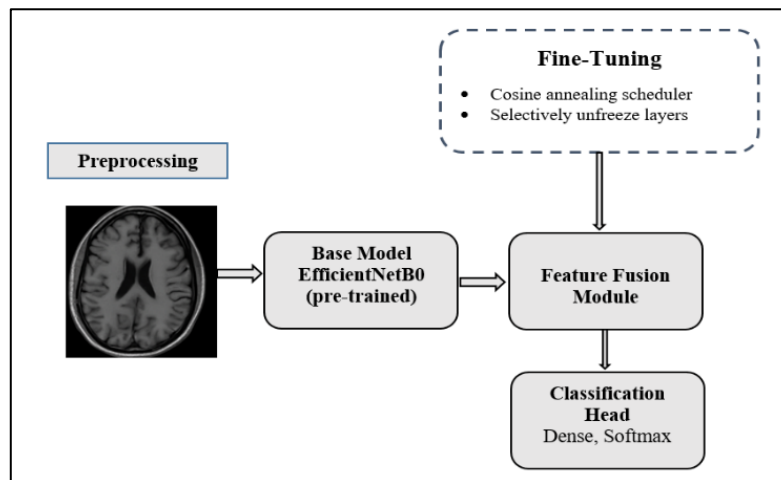 Fine-Tuning
• Cosine annealing scheduler
• Selectively unfreeze layers
Preprocessing
Base Model
EfficientNetB0
(pre-trained)
Feature Fusion
Module
Classification
Head
Dense, Softmax